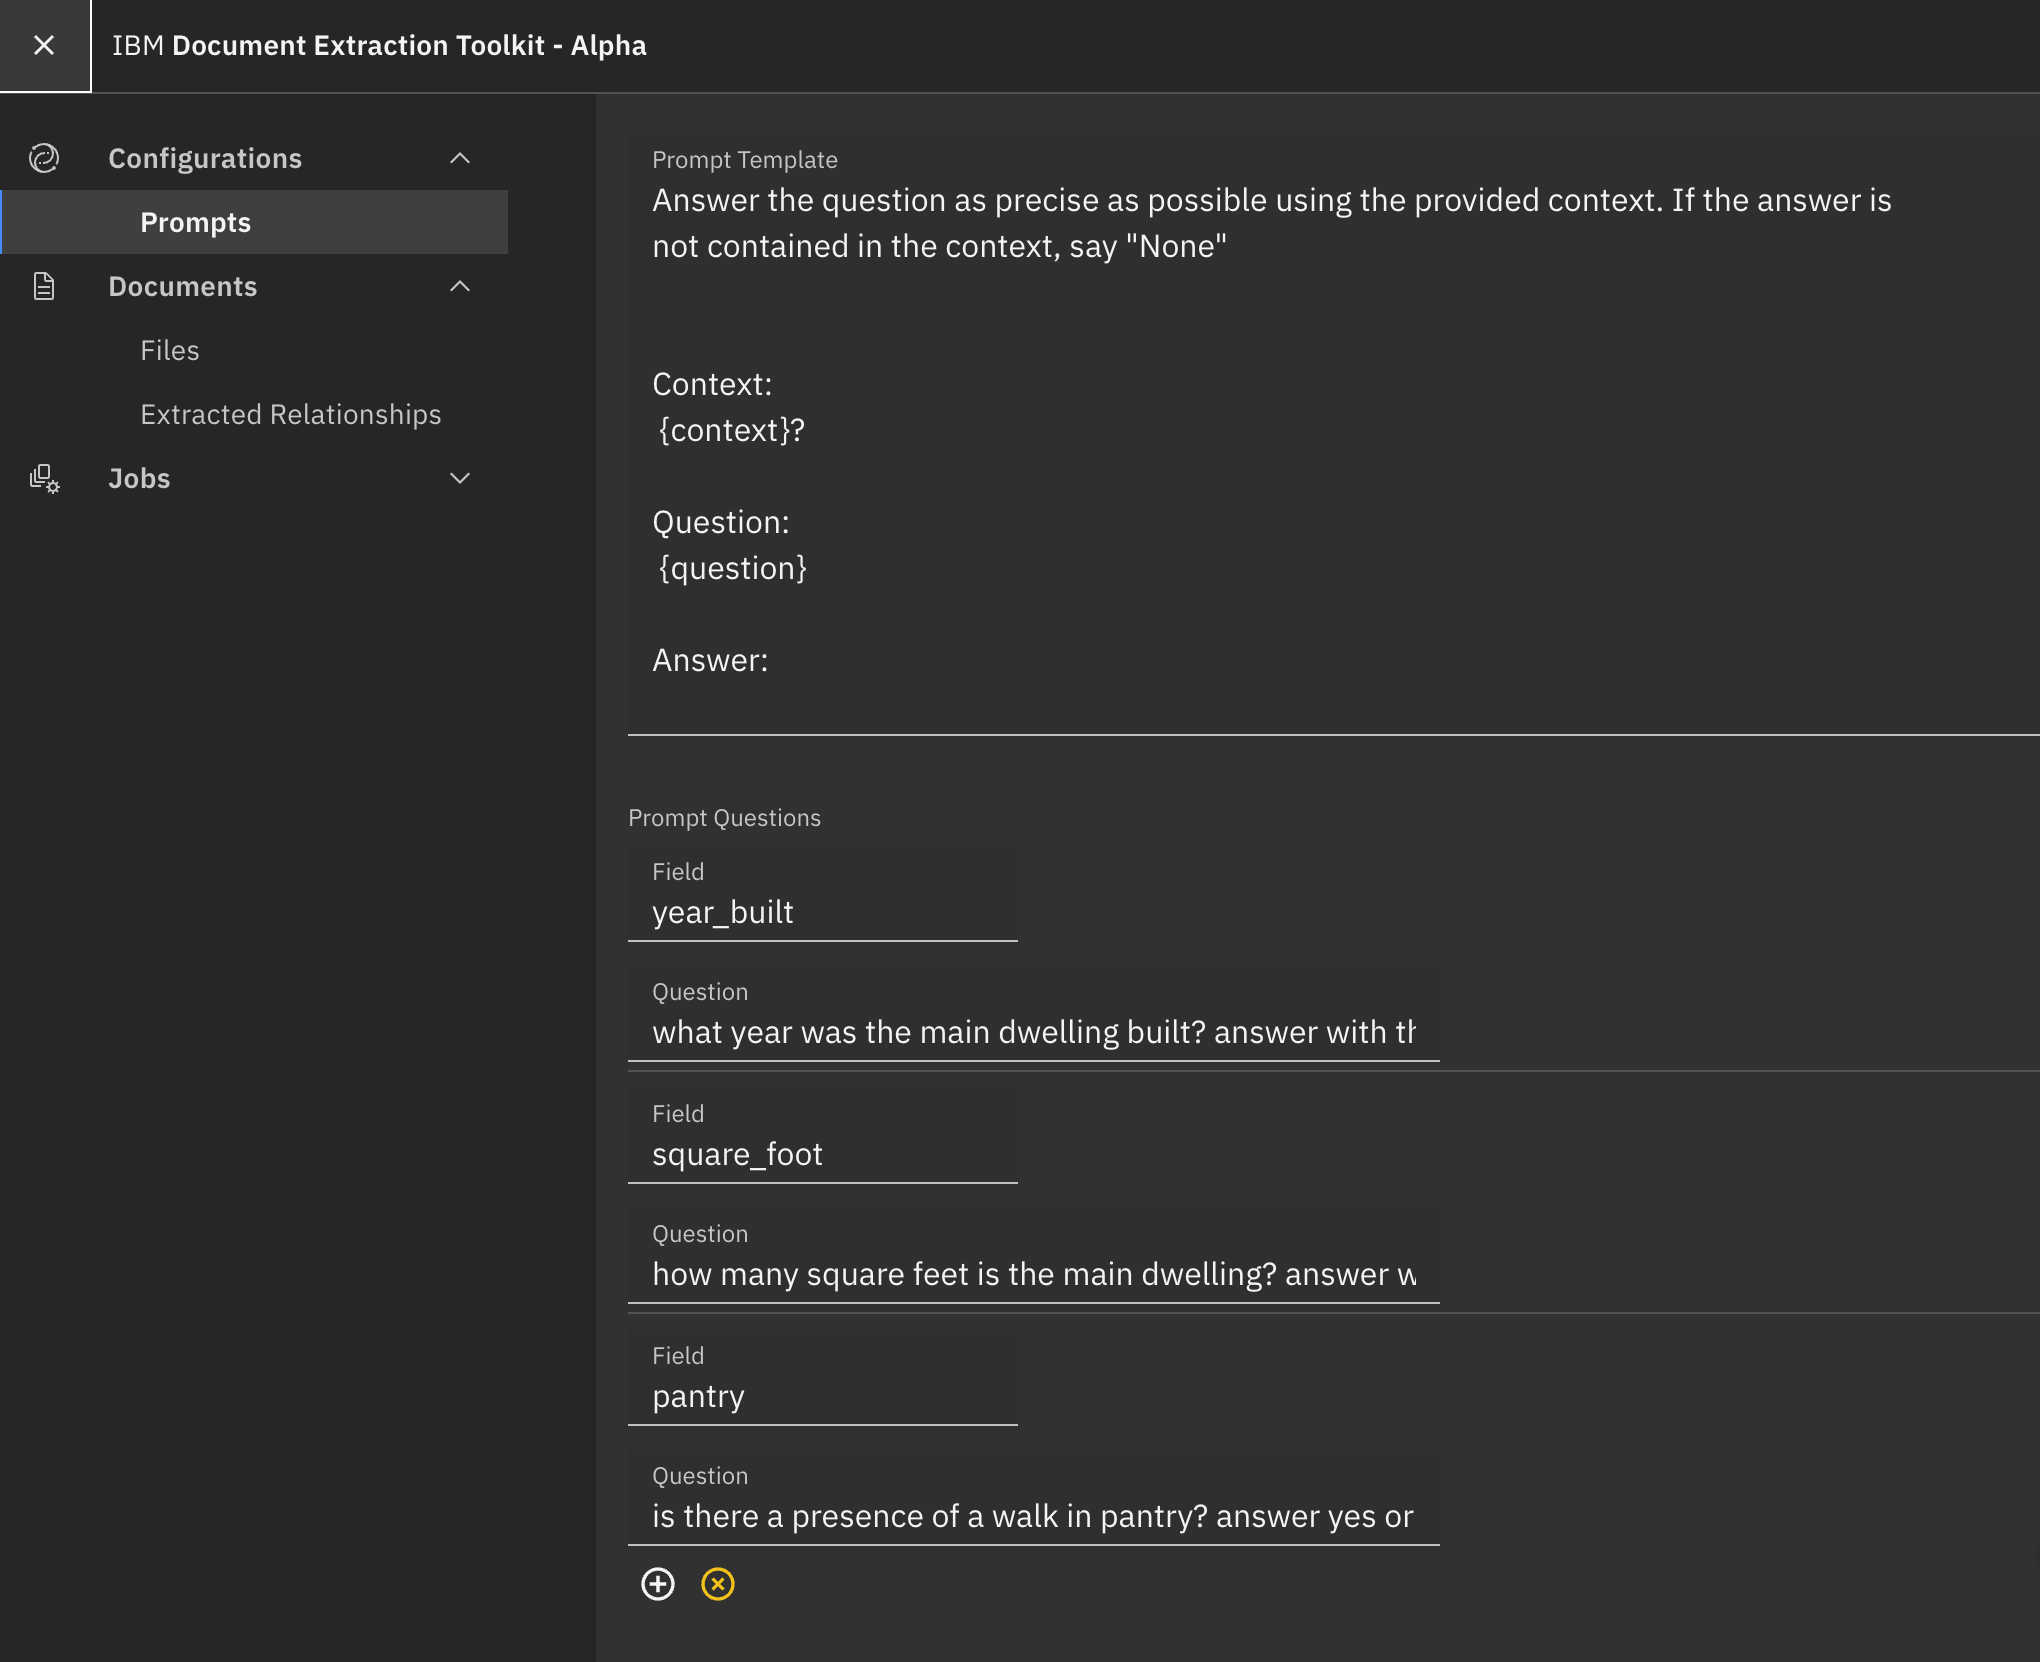 IBM Document Extraction Toolkit - Alpha
Configurations
Prompts
Documents
Files
Extracted Relationships
Jobs
Prompt Template
Answer the question as precise as possible using the provided context. If the answer is
not contained in the context, say "None"
Context:
{context}?
Question:
{question}
Answer:
Prompt Questions
Field
year_built
Question
what year was the main dwelling built? answer with
Field
square_foot
Question
how many square feet is the main dwelling? answer
Field
pantry
Question
is there a presence of a walk in pantry? answer yes or